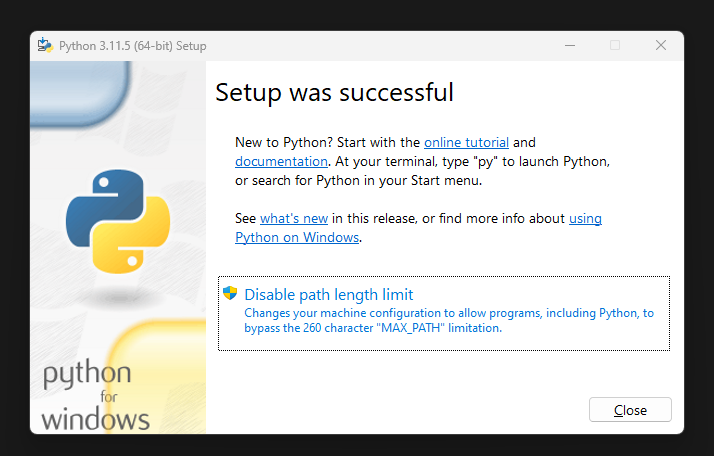 Python 3.11.5 (64-bit) Setup
Setup was successful
New to Python? Start with the online tutorial and
documentation. At your terminal, type "py" to launch Python,
or search for Python in your Start menu.
See what's new in this release, or find more info about using
Python on Windows.
Disable path length limit
Changes your machine configuration to allow programs, including Python, to
bypass the 260 character "MAX_PATH" limitation.
python
for
windows
Close